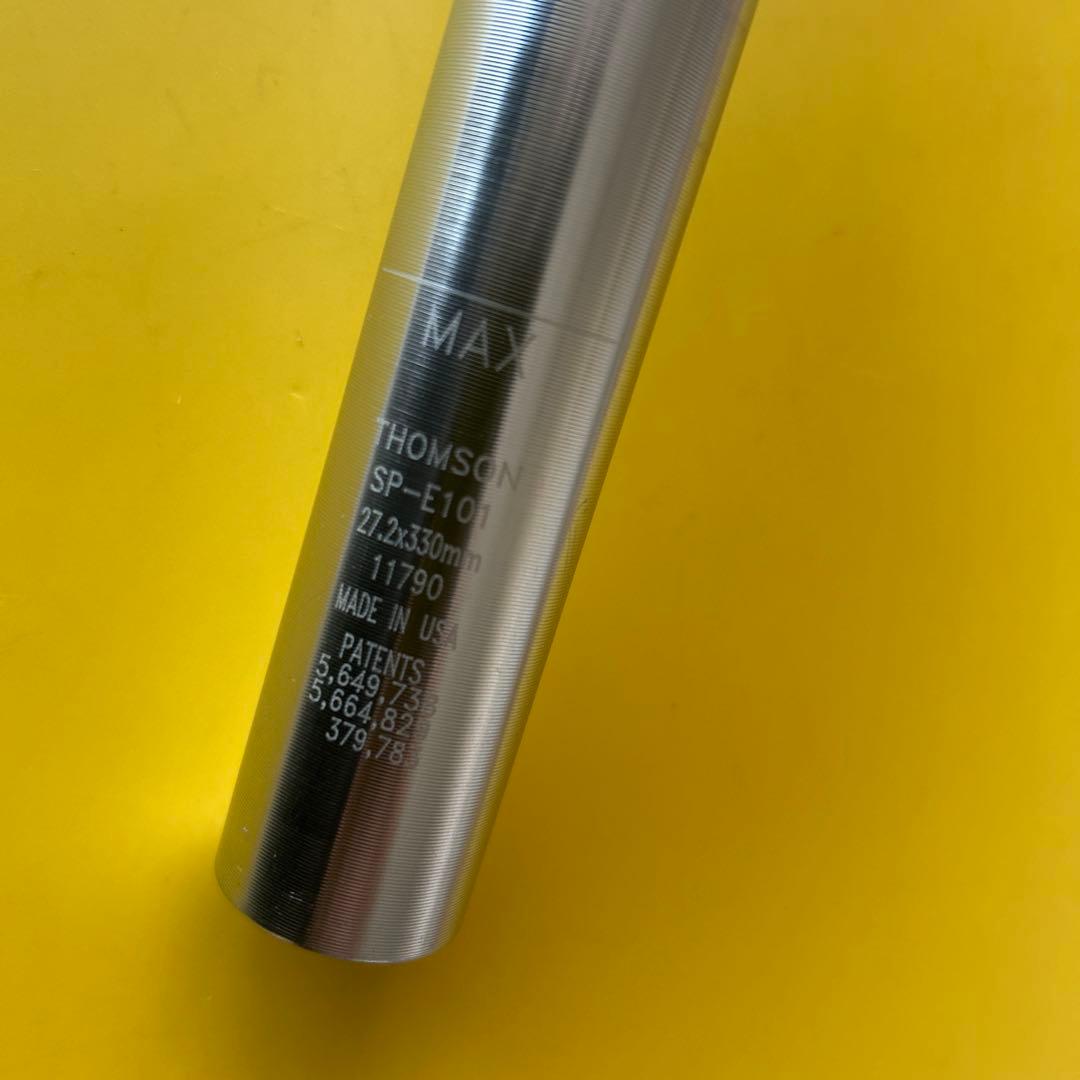 MAX
THOMSON
SP-E101
27.2x330mm
11790
MADE IN USA
PATENTS